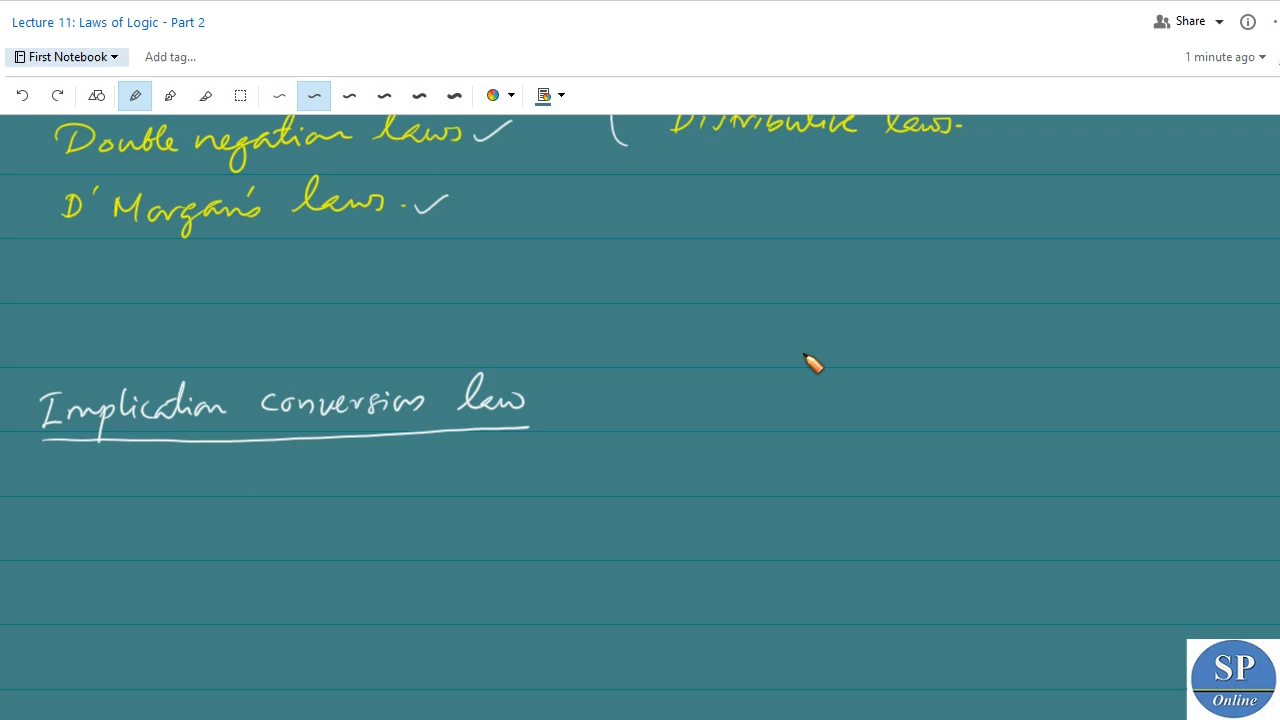 Lecture 11: Laws of Logic - Part 2
Share
First Notebook
Add tag...
1 minute ago
Double negation laws
Distributive laws.
D'Morgan's laws.
Implication conversion law
SP
Online